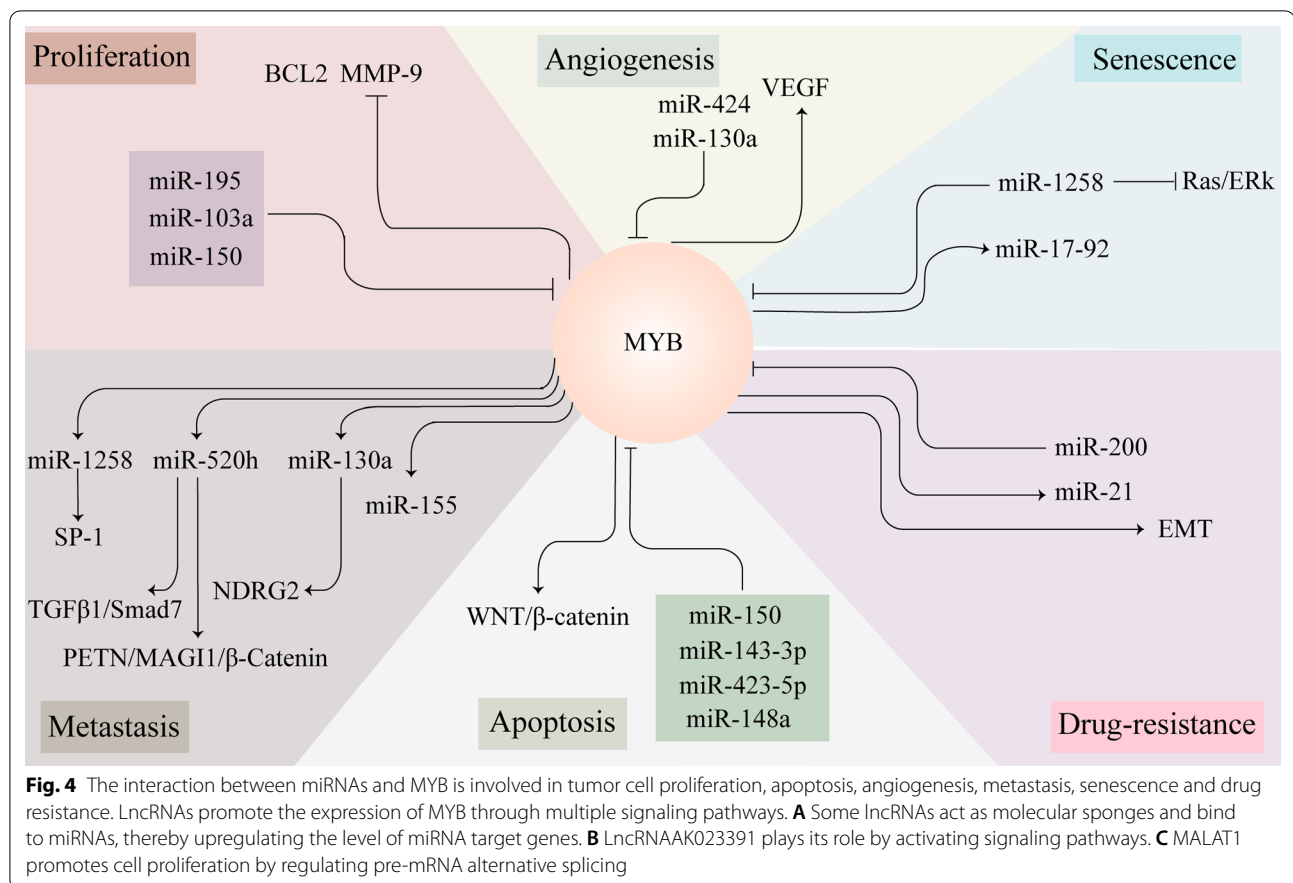 Proliferation
BCL2 MMP-9
miR-195
miR-103a
miR-150
Angiogenesis
miR-424
miR-130a
VEGF
Senescence
miR-1258
Ras/ERk
miR-17-92
MYB
miR-1258
miR-520h
miR-130a
miR-155
SP-1
TGFβ1/Smad7
NDRG2
PETN/MAGI1/β-Catenin
Metastasis
WNT/β-catenin
miR-150
miR-143-3p
miR-423-5p
miR-148a
Apoptosis
miR-200
miR-21
EMT
Drug-resistance
Fig. 4 The interaction between miRNAs and MYB is involved in tumor cell proliferation, apoptosis, angiogenesis, metastasis, senescence and drug
resistance. LncRNAs promote the expression of MYB through multiple signaling pathways. A Some lncRNAs act as molecular sponges and bind
to miRNAs, thereby upregulating the level of miRNA target genes. B LncRNAAK023391 plays its role by activating signaling pathways. C MALAT1
promotes cell proliferation by regulating pre-mRNA alternative splicing